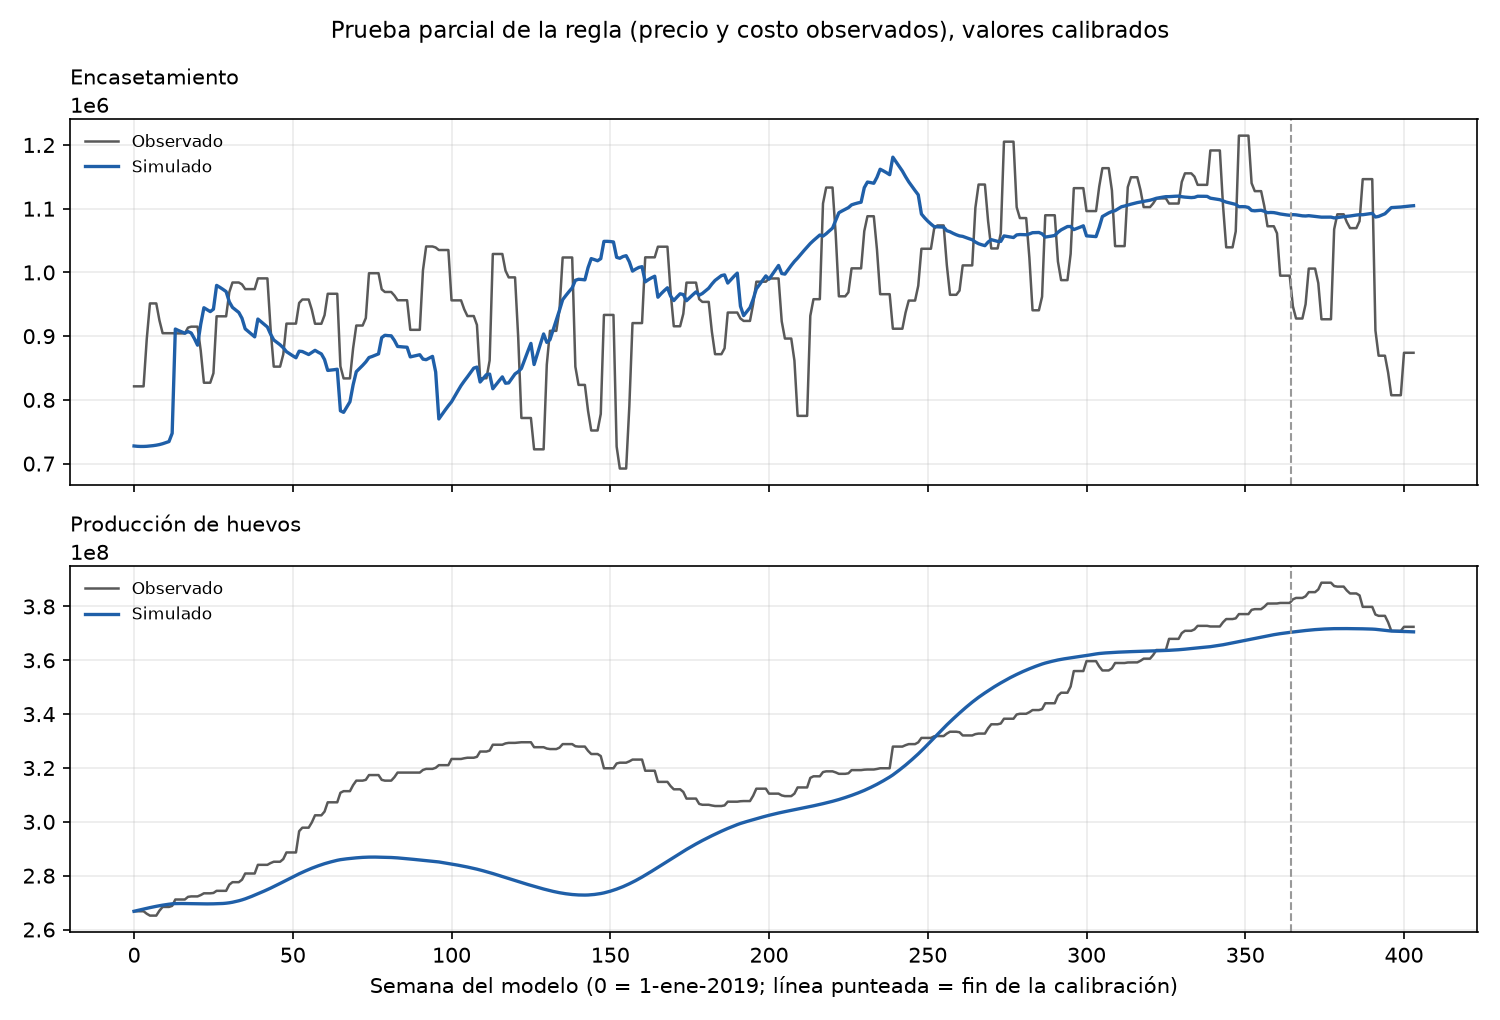 Prueba parcial de la regla (precio y costo observados), valores calibrados
Encasetamiento
1e6
Observado
Simulado
1.2
1.1
1.0
0.9
0.8
0.7
Producción de huevos
1e8
Observado
Simulado
3.8
3.6
3.4
3.2
3.0
2.8
2.6
0 50 100 150 200 250 300 350 400
Semana del modelo (0 = 1-ene-2019; línea punteada = fin de la calibración)